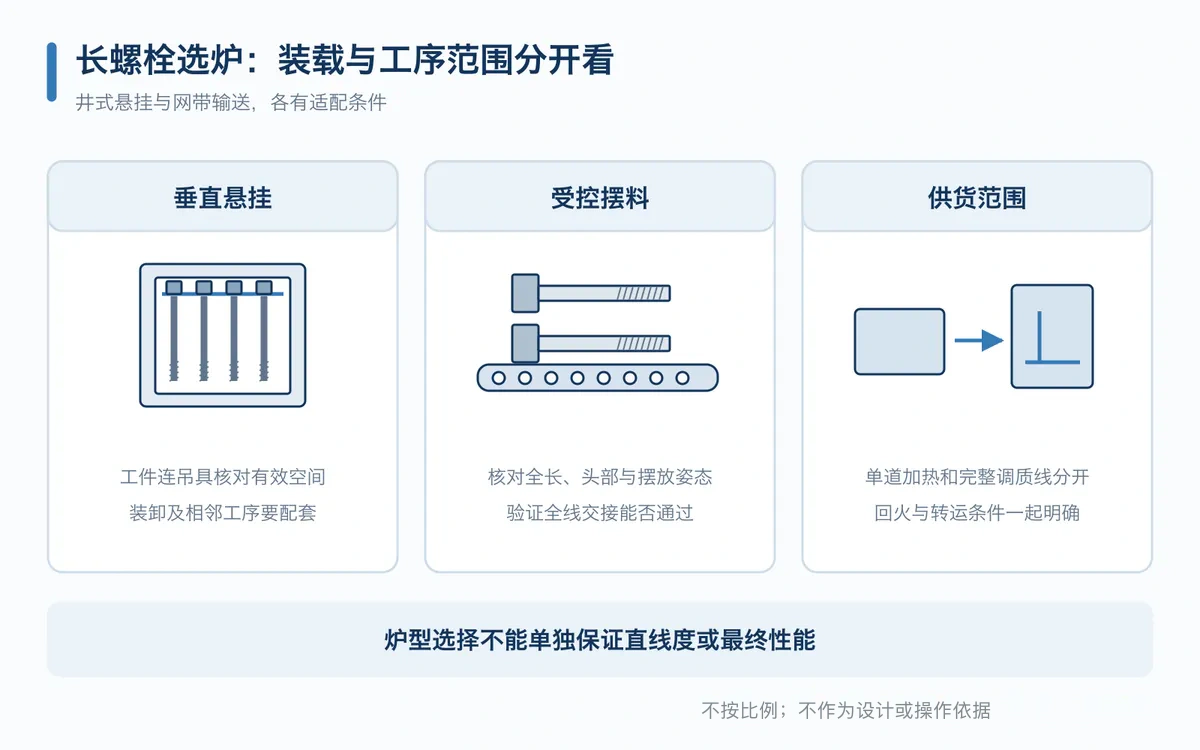 长螺栓选炉：装载与工序范围分开看
井式悬挂与网带输送，各有适配条件
垂直悬挂
工件连吊具核对有效空间
装卸及相邻工序要配套
受控摆料
核对全长、头部与摆放姿态
验证全线交接能否通过
供货范围
单道加热和完整调质线分开
回火与转运条件一起明确
炉型选择不能单独保证直线度或最终性能
不按比例；不作为设计或操作依据